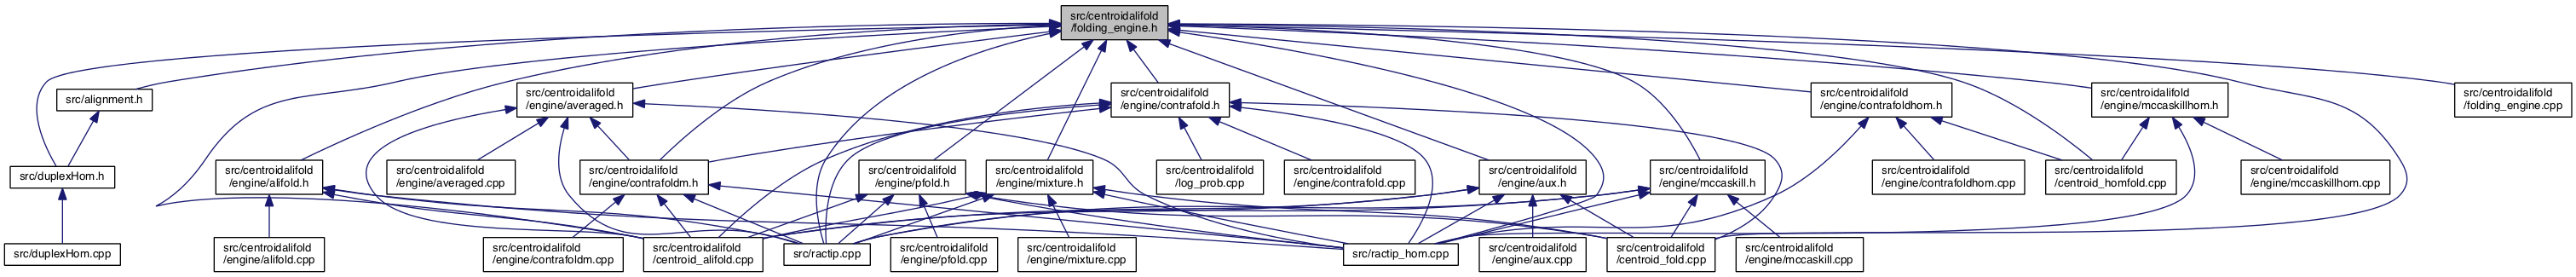 src/centroidalifold
/folding_engine.h
src/centroidalifold
/engine/averaged.h
src/centroidalifold
/engine/contrafold.h
src/centroidalifold
/engine/contrafoldhom.h
src/centroidalifold
/engine/mccaskillhom.h
src/centroidalifold
/folding_engine.cpp
src/alignment.h
src/duplexHom.h
src/centroidalifold
/engine/alifold.h
src/centroidalifold
/engine/averaged.cpp
src/centroidalifold
/engine/contrafoldm.h
src/centroidalifold
/engine/pfold.h
src/centroidalifold
/engine/mixture.h
src/centroidalifold
/log_prob.cpp
src/centroidalifold
/engine/contrafold.cpp
src/centroidalifold
/engine/aux.h
src/centroidalifold
/engine/mccaskill.h
src/centroidalifold
/engine/contrafoldhom.cpp
src/centroidalifold
/centroid_homfold.cpp
src/centroidalifold
/engine/mccaskillhom.cpp
src/duplexHom.cpp
src/centroidalifold
/engine/alifold.cpp
src/centroidalifold
/engine/contrafoldm.cpp
src/centroidalifold
/centroid_alifold.cpp
src/ractip.cpp
src/centroidalifold
/engine/pfold.cpp
src/centroidalifold
/engine/mixture.cpp
src/ractip_hom.cpp
src/centroidalifold
/engine/aux.cpp
src/centroidalifold
/centroid_fold.cpp
src/centroidalifold
/engine/mccaskill.cpp